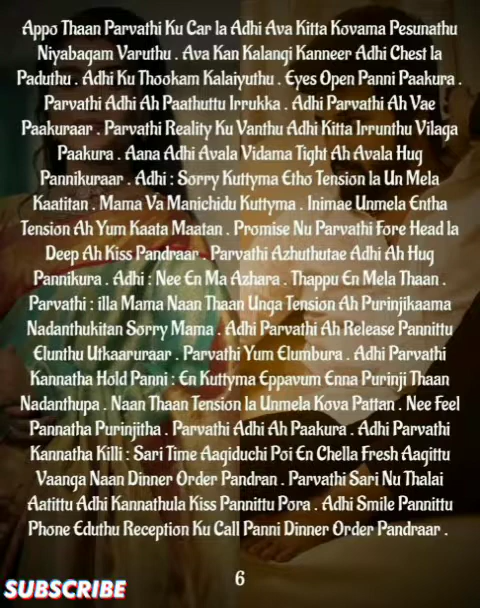 Appo Thaan Parvathi Ku Car la Adhi Ava Kitta Kovama Pesunathu
Niyabagam Varuthu . Ava Kan Kalangi Kanneer Adhi Chest la
Paduthu . Adhi Ku Thookam Kalaiyuthu . Eyes Open Panni Paakura .
Parvathi Adhi Ah Paathuttu Irrukka . Adhi Parvathi Ah Vae
Paakuraar . Parvathi Reality Ku Vanthu Adhi Kitta Irrunthu Vilaga
Paakura . Aana Adhi Avala Vidama Tight Ah Avala Hug
Pannikuraar . Adhi : Sorry Kuttyma Etho Tension la Un Mela
Kaatitan . Mama Va Manichidu Kuttyma . Inimae Unmela Entha
Tension Ah Yum Kaata Maatan . Promise Nu Parvathi Fore Head la
Deep Ah Kiss Pandraar . Parvathi Azhuthutae Adhi Ah Hug
Pannikura . Adhi : Nee En Ma Azhara . Thappu En Mela Thaan .
Parvathi : illa Mama Naan Thaan Unga Tension Ah Purinjikaama
Nadanthukitan Sorry Mama . Adhi Parvathi Ah Release Pannittu
Elunthu Utkaaruraar . Parvathi Yum Elumbura . Adhi Parvathi
Kannatha Hold Panni : En Kuttyma Eppavum Enna Purinji Thaan
Nadanthupa . Naan Thaan Tension la Unmela Kova Pattan . Nee Feel
Pannatha Purinjitha . Parvathi Adhi Ah Paakura . Adhi Parvathi
Kannatha Killi : Sari Time Aagiduchi Poi En Chella Fresh Aagittu
Vaanga Naan Dinner Order Pandran . Parvathi Sari Nu Thalai
Aatittu Adhi Kannathula Kiss Pannittu Pora . Adhi Smile Pannittu
Phone Eduthu Reception Ku Call Panni Dinner Order Pandraar .
6
SUBSCRIBE